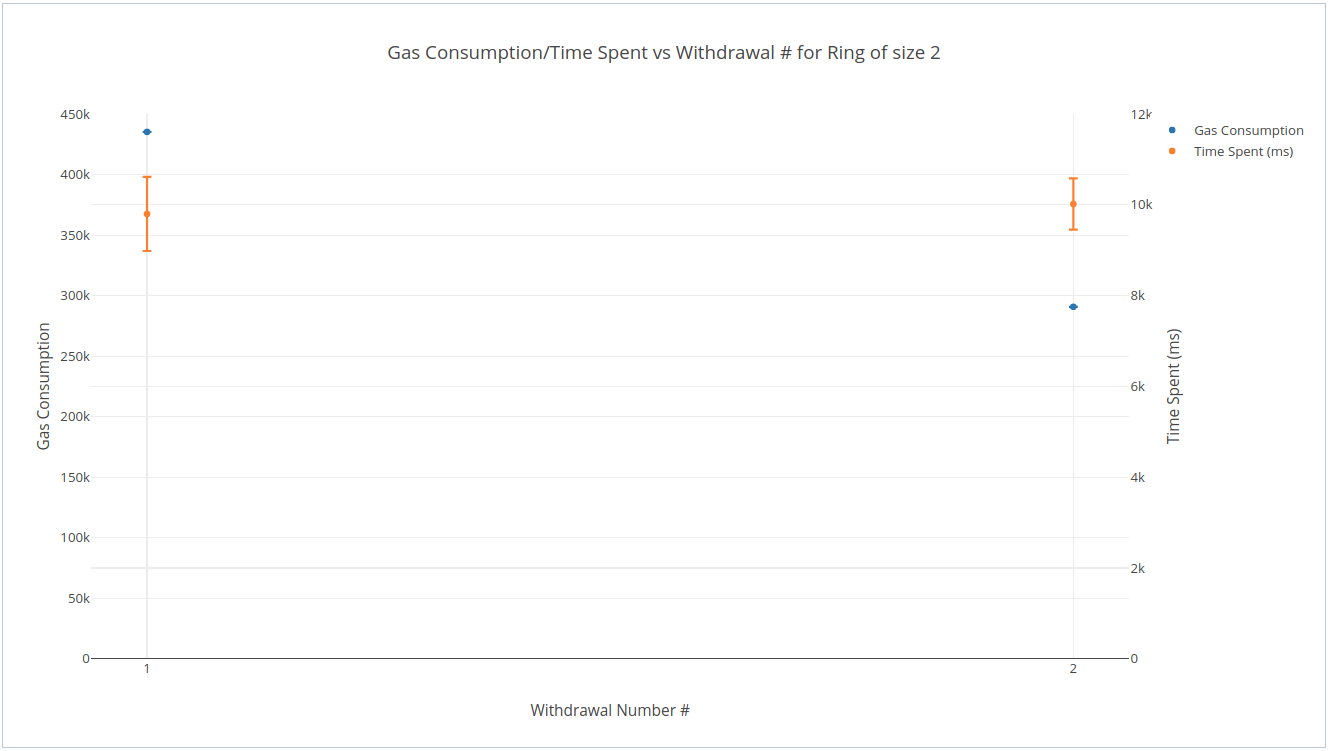 Gas Consumption/Time Spent vs Withdrawal # for Ring of size 2
450k
400k
350k
300k
250k
200k
150k
100k
50k
0
Gas Consumption
12k
10k
8k
6k
4k
2k
0
Time Spent (ms)
Gas Consumption
Time Spent (ms)
1
2
Withdrawal Number #